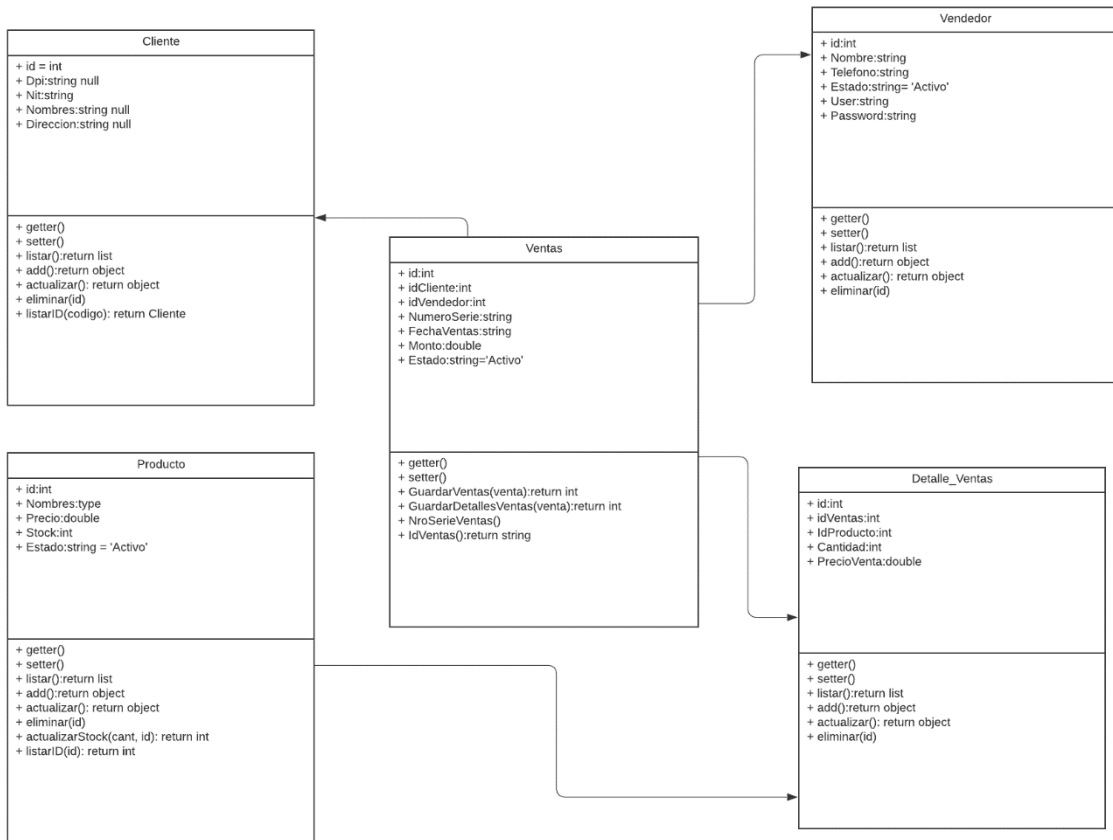 Cliente
+ id = int
+ Dpi:string null
+ Nit:string
+ Nombres:string null
+ Direccion:string null
+ getter()
+ setter()
+ listar():return list
+ add():return object
+ actualizar(): return object
+ eliminar(id)
+ listarID(codigo): return Cliente
Vendedor
+ id:int
+ Nombre:string
+ Telefono:string
+ Estado:string= 'Activo'
+ User:string
+ Password:string
+ getter()
+ setter()
+ listar():return list
+ add():return object
+ actualizar(): return object
+ eliminar(id)
Ventas
+ id:int
+ idCliente:int
+ idVendedor:int
+ NumeroSerie:string
+ FechaVentas:string
+ Monto:double
+ Estado:string='Activo'
+ getter()
+ setter()
+ GuardarVentas(venta):return int
+ GuardarDetallesVentas(venta):return int
+ NroSerieVentas()
+ IdVentas():return string
Producto
+ id:int
+ Nombres:type
+ Precio:double
+ Stock:int
+ Estado:string = 'Activo'
+ getter()
+ setter()
+ listar():return list
+ add():return object
+ actualizar(): return object
+ eliminar(id)
+ actualizarStock(cant, id): return int
+ listarID(id): return int
Detalle_Ventas
+ id:int
+ idVentas:int
+ IdProducto:int
+ Cantidad:int
+ PrecioVenta:double
+ getter()
+ setter()
+ listar():return list
+ add():return object
+ actualizar(): return object
+ eliminar(id)